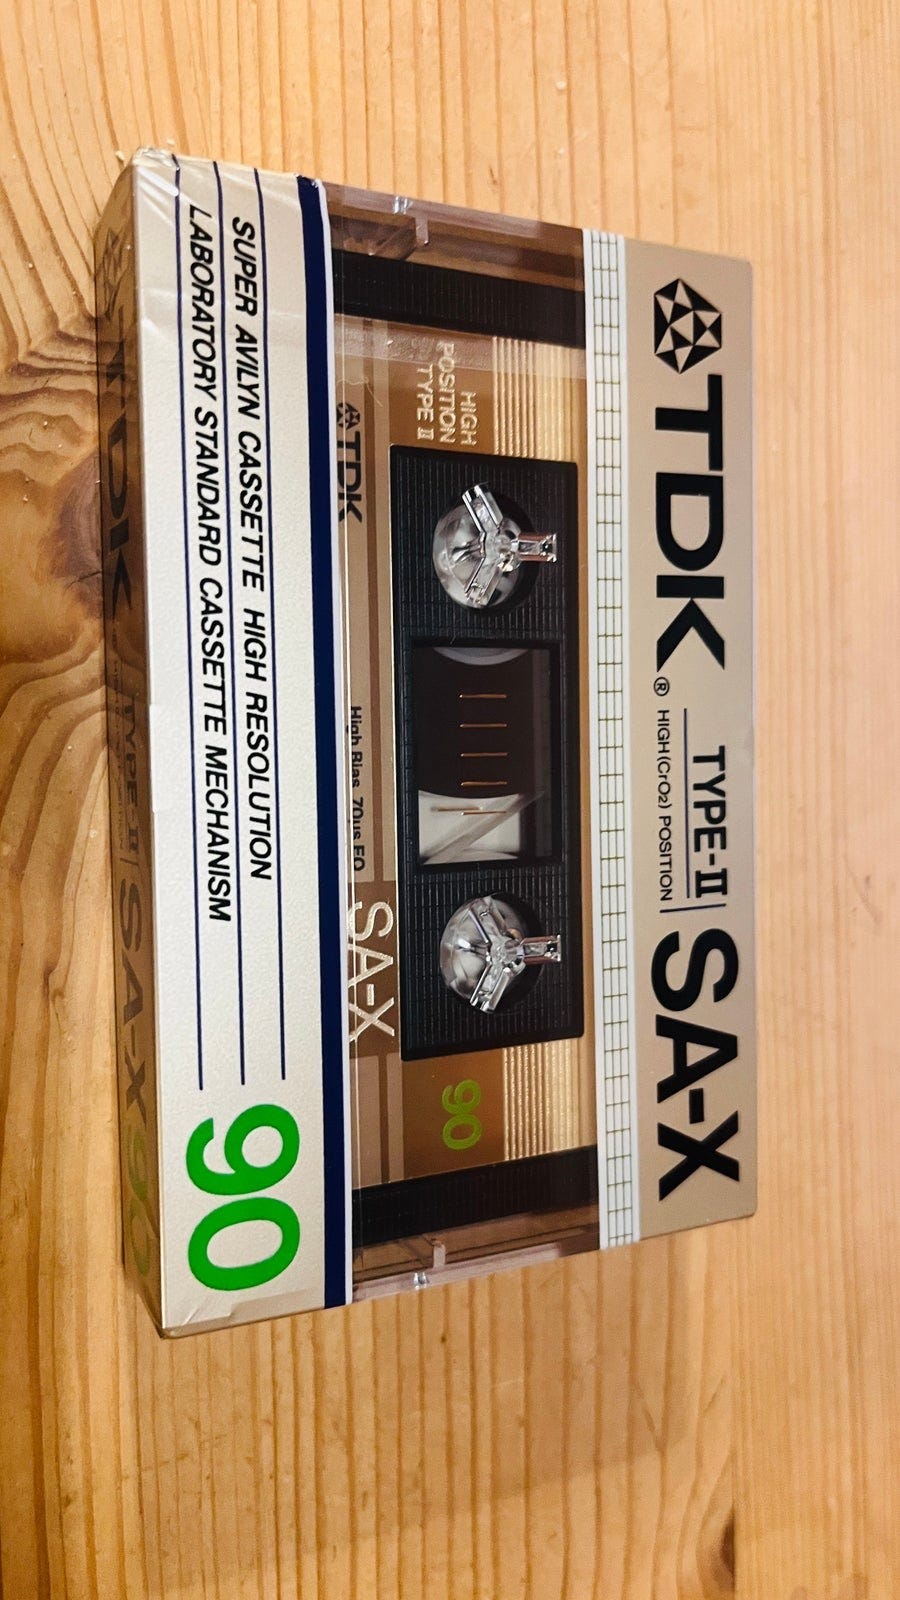 TDK® TYPE-II SA-X
HIGH(CrO2) POSITION
HIGH
POSITION
TYPE II
90
TDK
High Bias 70μs EQ
SA-X
SUPER AVILYN CASSETTE HIGH RESOLUTION
LABORATORY STANDARD CASSETTE MECHANISM
90
TDK TYPE-II SA-X 90